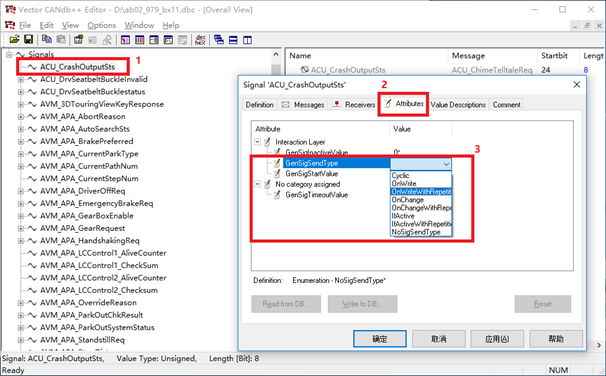 Vector CANdb++ Editor - [D:\ab02_979_bx11.dbc - [Overall View]
File Edit View Options Window Help
Signals
ACU_CrashOutputSts
ACU_DrvSeatbeltBuckleInvalid
ACU_DrvSeatbeltBucklestatus
AVM_3DTouringViewKeyResponse
AVM_APA_AbortReason
AVM_APA_AutoSearchSts
AVM_APA_BrakePreferred
AVM_APA_CurrentParkType
AVM_APA_CurrentPathNum
AVM_APA_CurrentStepNum
AVM_APA_DriverOffReq
AVM_APA_EmergencyBrakeReq
AVM_APA_GearBoxEnable
AVM_APA_GearRequest
AVM_APA_HandshakingReq
AVM_APA_LCControl1_AliveCounter
AVM_APA_LCControl1_CheckSum
AVM_APA_LCControl2_AliveCounter
AVM_APA_LCControl2_Checksum
AVM_APA_OverrideReason
AVM_APA_ParkOutChkResult
AVM_APA_ParkOutSystemStatus
AVM_APA_StandstillReq
1
Name Message Startbit Len
ACU_CrashOutputSts ACU_ChimeTelltaleReq 24 8
Signal 'ACU_CrashOutputSts'
2
Definition Messages Receivers Attributes Value Descriptions Comment
Attribute Value
Interaction Layer
GenSigInactiveValue 0*
GenSigSendType
GenSigStartValue
No category assigned
GenSigTimeoutValue
3
Cyclic
OnWrite
OnWriteWithRepetit
OnChange
OnChangeWithRepe
IfActive
IfActiveWithRepetit
NoSigSendType
Definition: Enumeration - NoSigSendType*
Read from DB... Write to DB... Reset
确定 取消 应用(A) 帮助
Signal: ACU_CrashOutputSts, Value Type: Unsigned, Length [Bit]: 8
Ready NUM